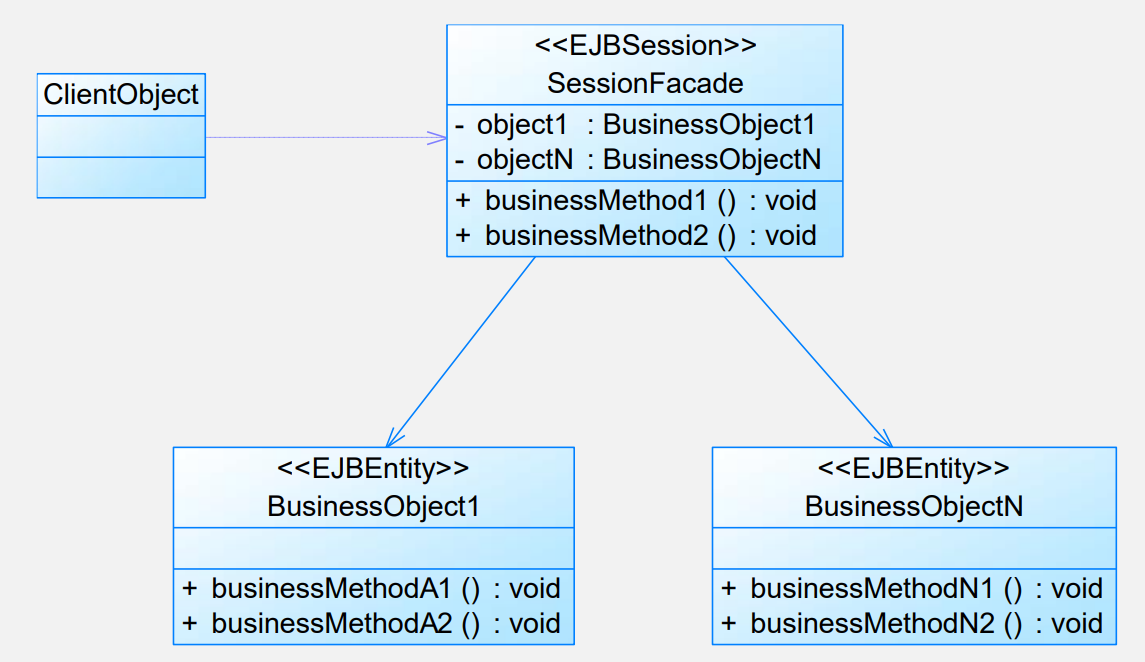 <<EJBSession>>
SessionFacade
ClientObject
- object1 : BusinessObject1
- objectN : BusinessObjectN
+ businessMethod1 () : void
+ businessMethod2 () : void
<<EJBEntity>>
BusinessObject1
+ businessMethodA1 () : void
+ businessMethodA2 () : void
<<EJBEntity>>
BusinessObjectN
+ businessMethodN1 () : void
+ businessMethodN2 () : void